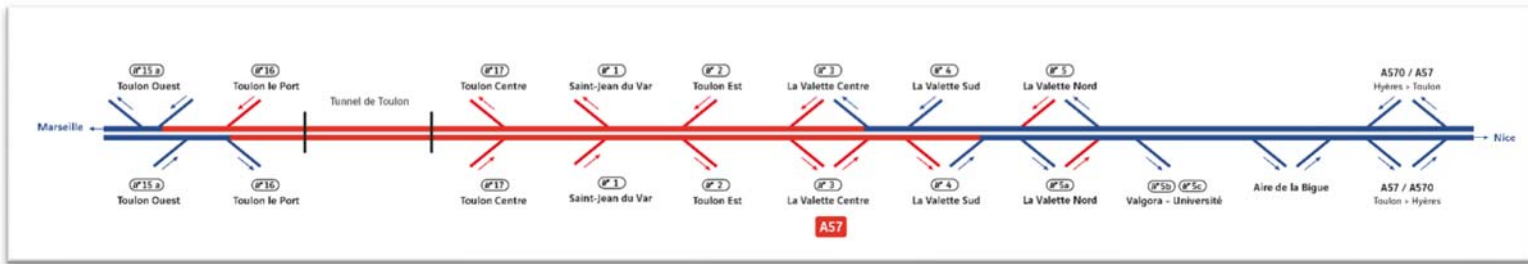 n°15 a
Toulon Ouest
n°16
Toulon le Port
Tunnel de Toulon
n°17
Toulon Centre
n° 1
Saint-Jean du Var
n° 2
Toulon Est
n° 3
La Valette Centre
n° 4
La Valette Sud
n° 5
La Valette Nord
A570 / A57
Hyères > Toulon
Marseille
Nice
n°15 a
Toulon Ouest
n°16
Toulon le Port
n°17
Toulon Centre
n° 1
Saint-Jean du Var
n° 2
Toulon Est
n° 3
La Valette Centre
n° 4
La Valette Sud
n°5a
La Valette Nord
n°5b n°5c
Valgora - Université
Aire de la Bigue
A57 / A570
Toulon > Hyères
A57